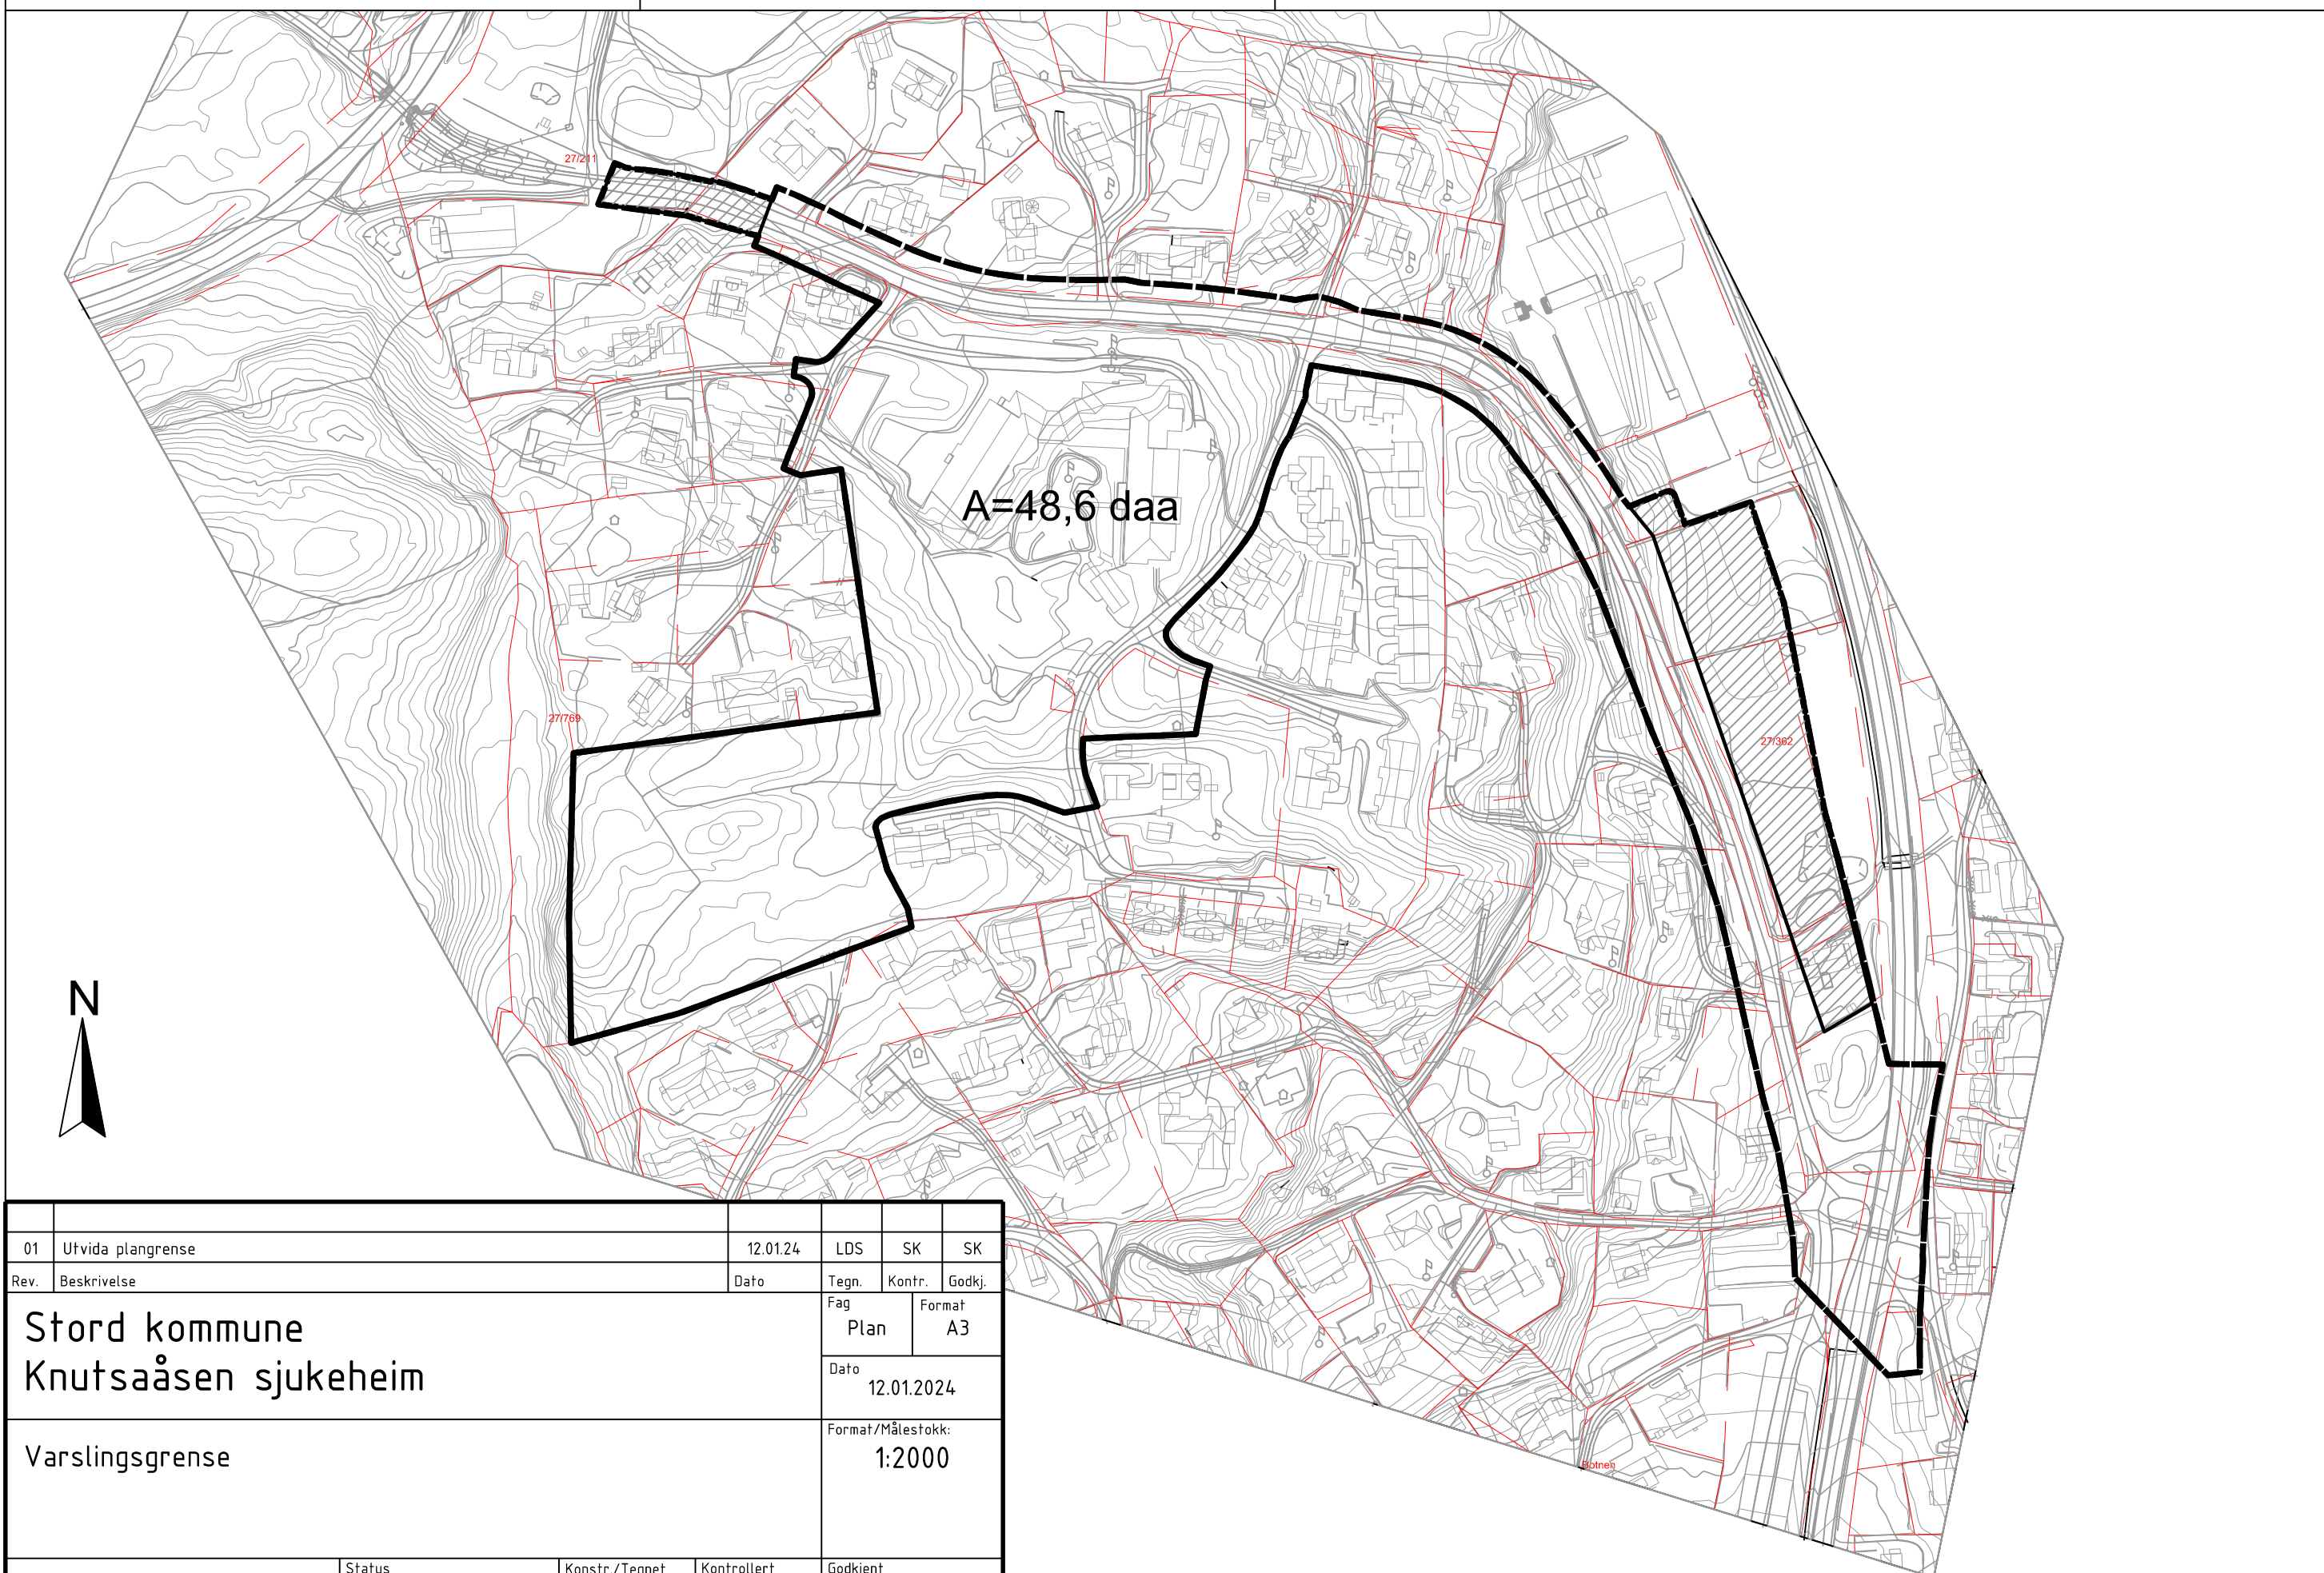 27/211
A=48,6 daa
27/769
27/362
N
Botnen
01 Utvida plangrense 12.01.24 LDS SK SK
Rev. Beskrivelse Dato Tegn. Kontr. Godkj.
Stord kommune
Knutsaåsen sjukeheim
Fag
Plan
Format
A3
Dato
12.01.2024
Varslingsgrense
Format/Målestokk:
1:2000
Status Konstr./Tegnet Kontrollert Godkjent